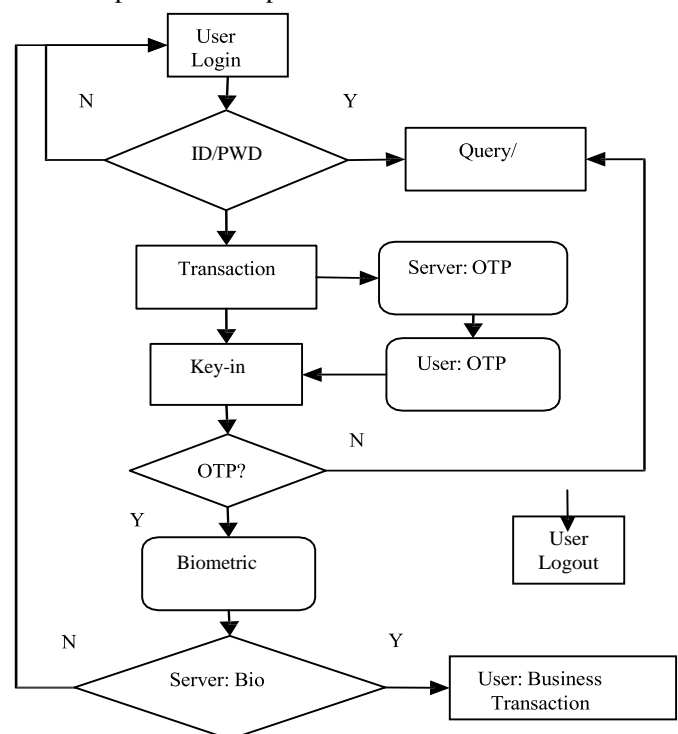 User
Login
N
Y
ID/PWD
Query/
Transaction
Server: OTP
Key-in
User: OTP
N
OTP?
Y
User
Logout
Biometric
N
Y
Server: Bio
User: Business
Transaction